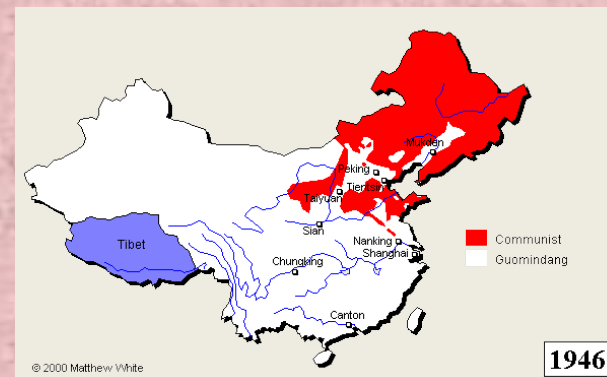 Mukden
Peking
Tientsin
Taiyuan
Sian
Tibet
Nanking
Shanghai
Chungking
Canton
Communist
Guomindang
© 2000 Matthew White
1946